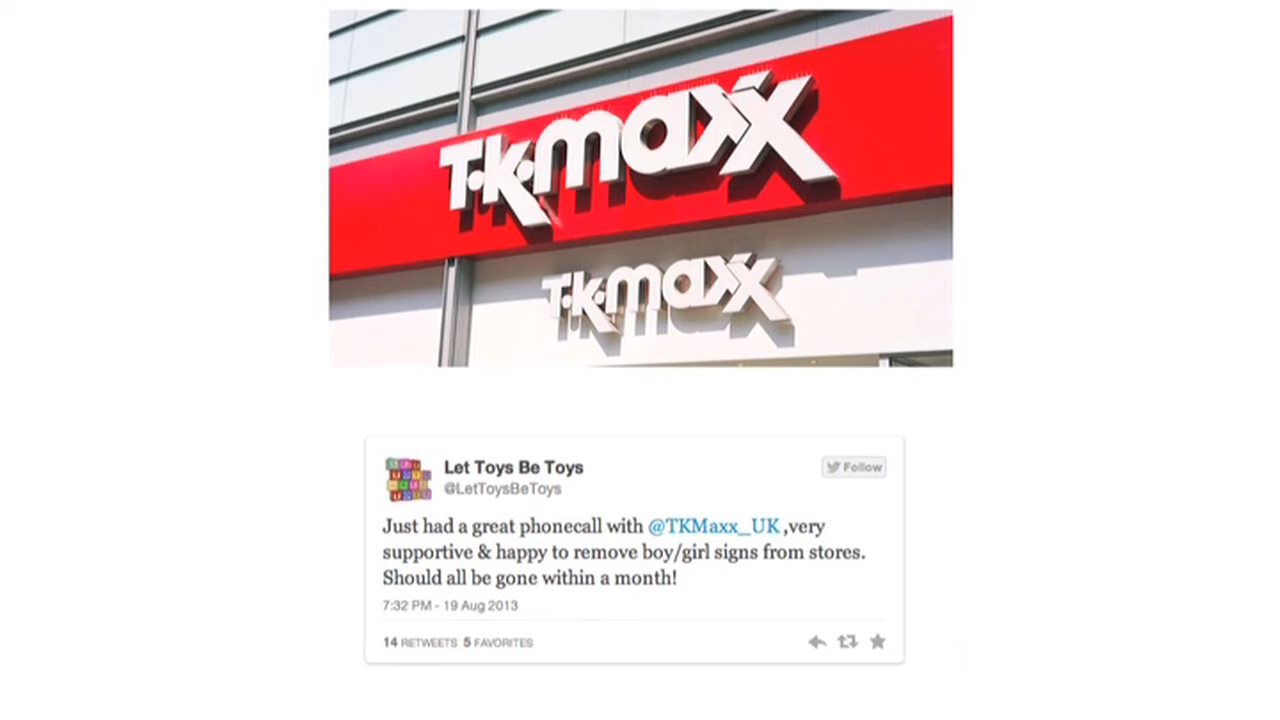 T.K.maxx
T.K.maxx
Let Toys Be Toys
@LetToysBeToys
Follow
Just had a great phonecall with @TKMaxx_UK ,very
supportive & happy to remove boy/girl signs from stores.
Should all be gone within a month!
7:32 PM - 19 Aug 2013
14 RETWEETS 5 FAVORITES